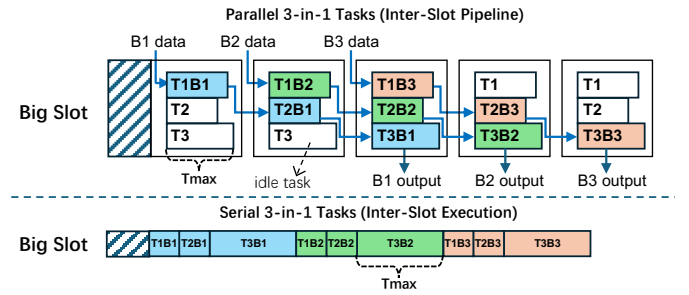 Parallel 3-in-1 Tasks (Inter-Slot Pipeline)
B1 data B2 data B3 data
Big Slot
T1B1 T1B2 T1B3 T1 T1
T2 T2B1 T2B2 T2B3 T2
T3 T3 T3B1 T3B2 T3B3
Tmax idle task B1 output B2 output B3 output
Serial 3-in-1 Tasks (Inter-Slot Execution)
Big Slot T1B1 T2B1 T3B1 T1B2 T2B2 T3B2 T1B3 T2B3 T3B3
Tmax